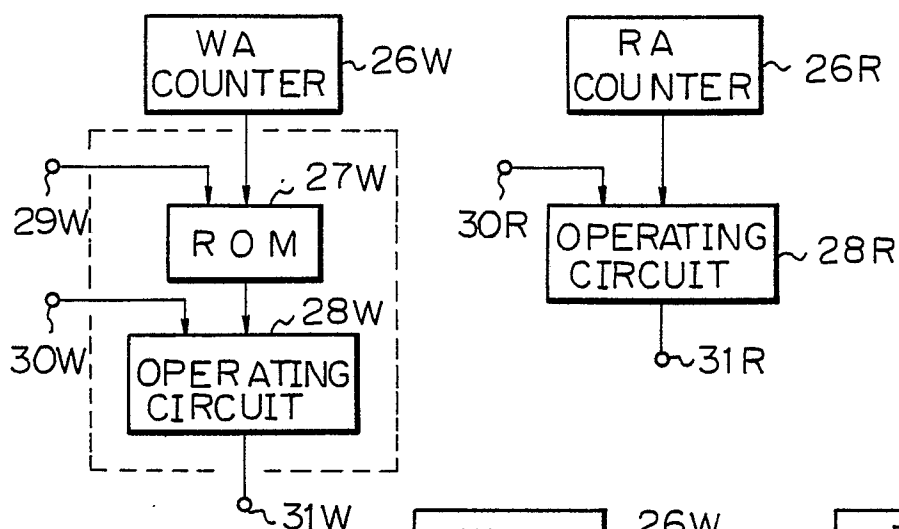 WA
COUNTER
26W
RA
COUNTER
26R
29W
27W
ROM
30R
OPERATING
CIRCUIT
28R
30W
28W
OPERATING
CIRCUIT
31R
31W
26W